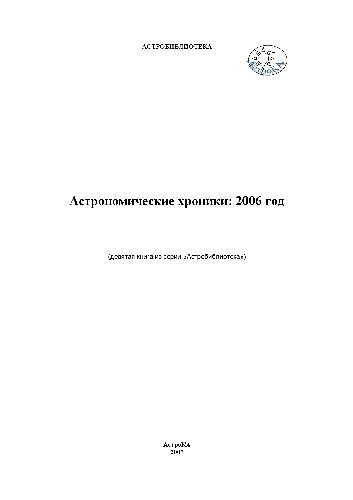 АСТРОБИБЛИОТЕКА
Астрономические хроники: 2006 год
(девятая книга из серии «Астробиблиотека»)
АстроКА
2007